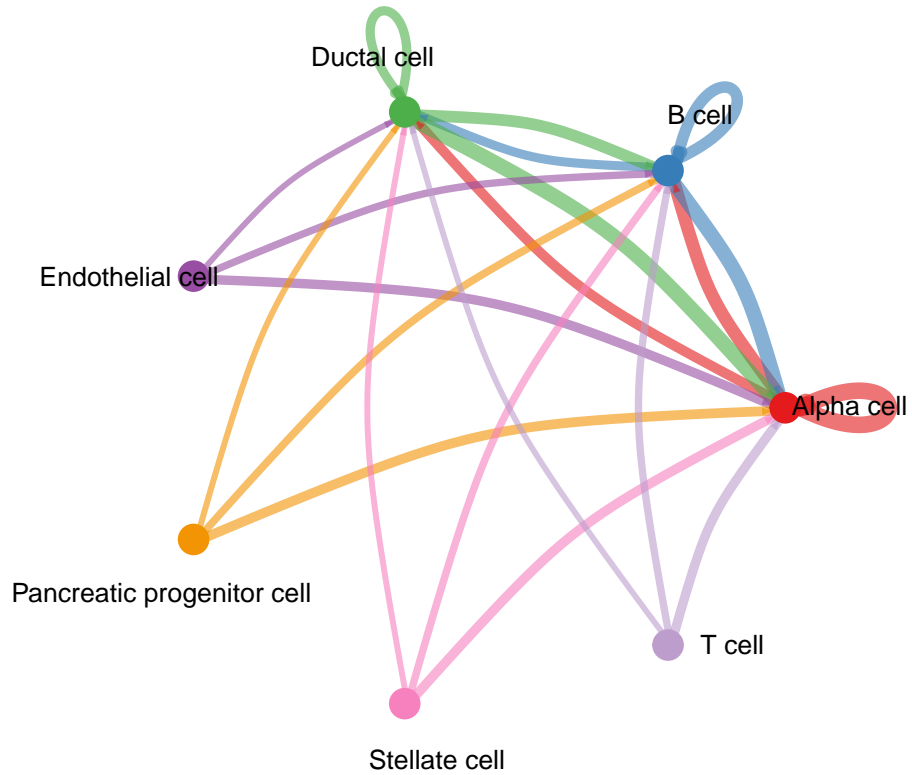 Ductal cell
B cell
Endothelial cell
Alpha cell
Pancreatic progenitor cell
T cell
Stellate cell